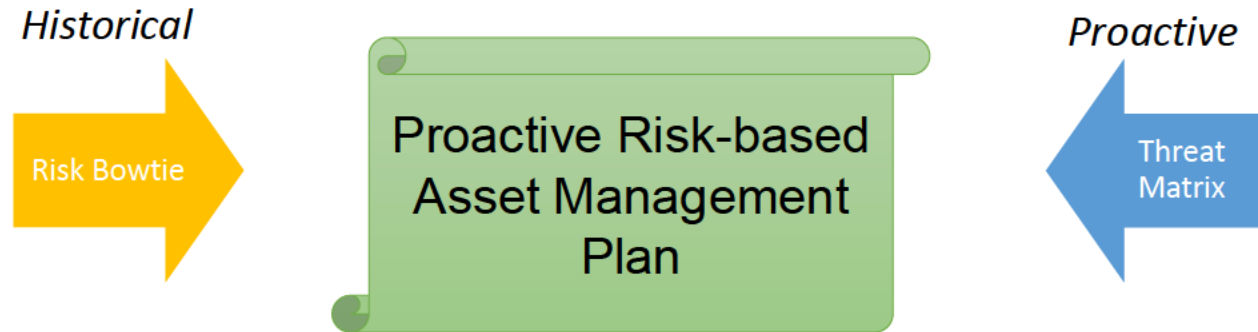 Historical
Proactive
Risk Bowtie
Proactive Risk-based
Asset Management
Plan
Threat
Matrix